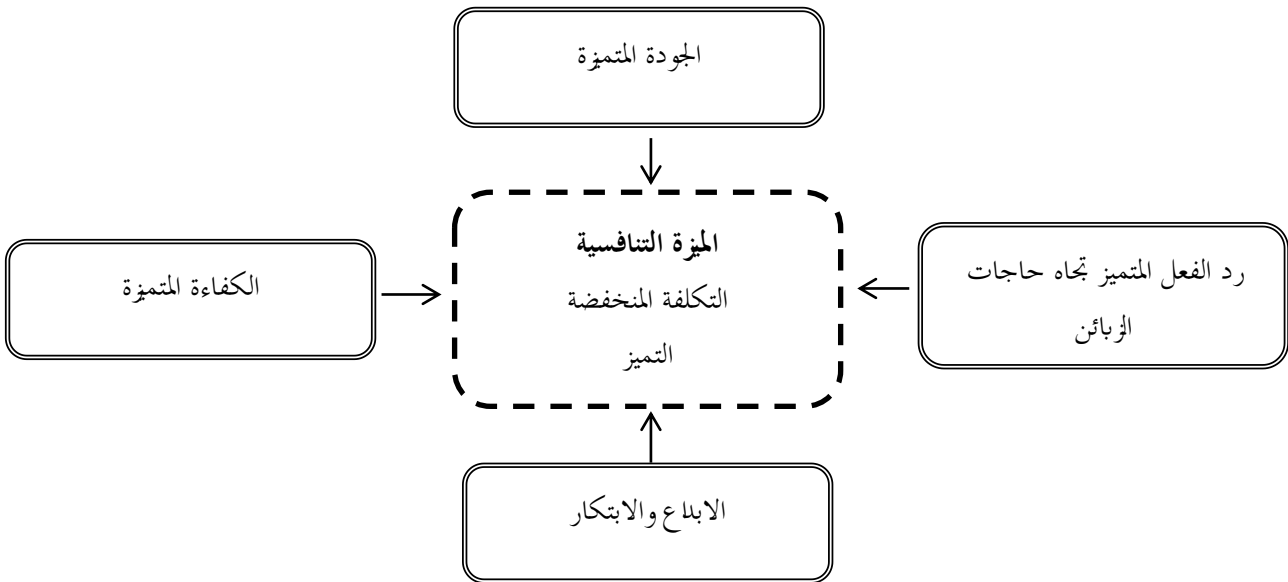 الجودة المتميزة
الميزة التنافسية
التكلفة المنخفضة
التميز
رد الفعل المتميز تجاه حاجات
الزبائن
الكفاءة المتميزة
الابداع والابتكار